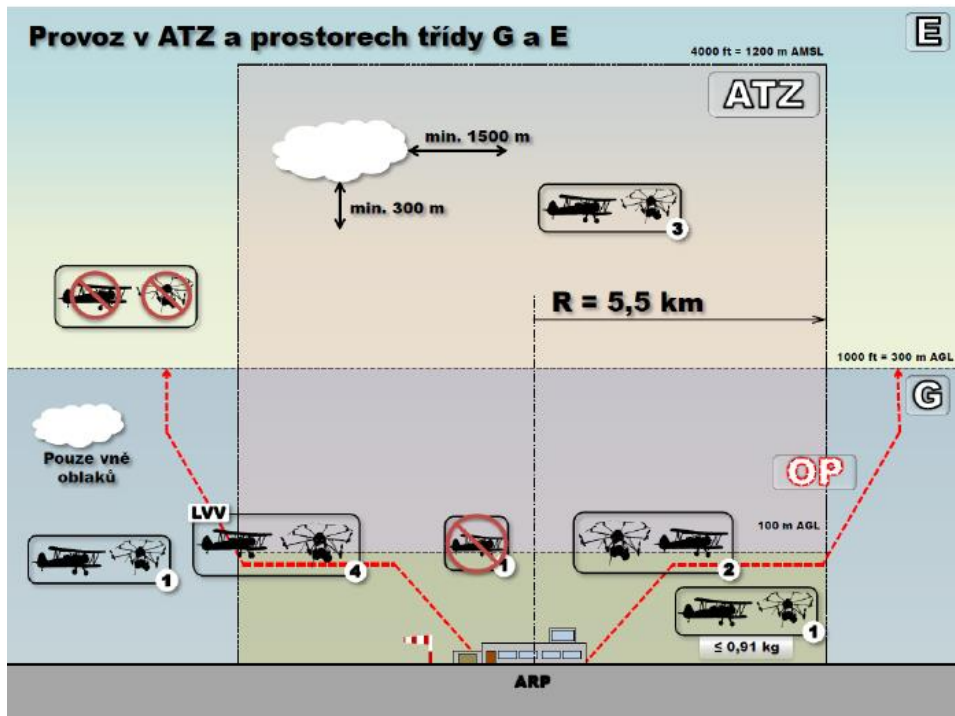 Provoz v ATZ a prostorech třídy G a E
E
4000 ft = 1200 m AMSL
ATZ
min. 1500 m
min. 300 m
3
R = 5,5 km
1000 ft = 300 m AGL
G
Pouze vně
oblaků
OP
LVV
100 m AGL
1
4
1
2
1
≤ 0,91 kg
ARP